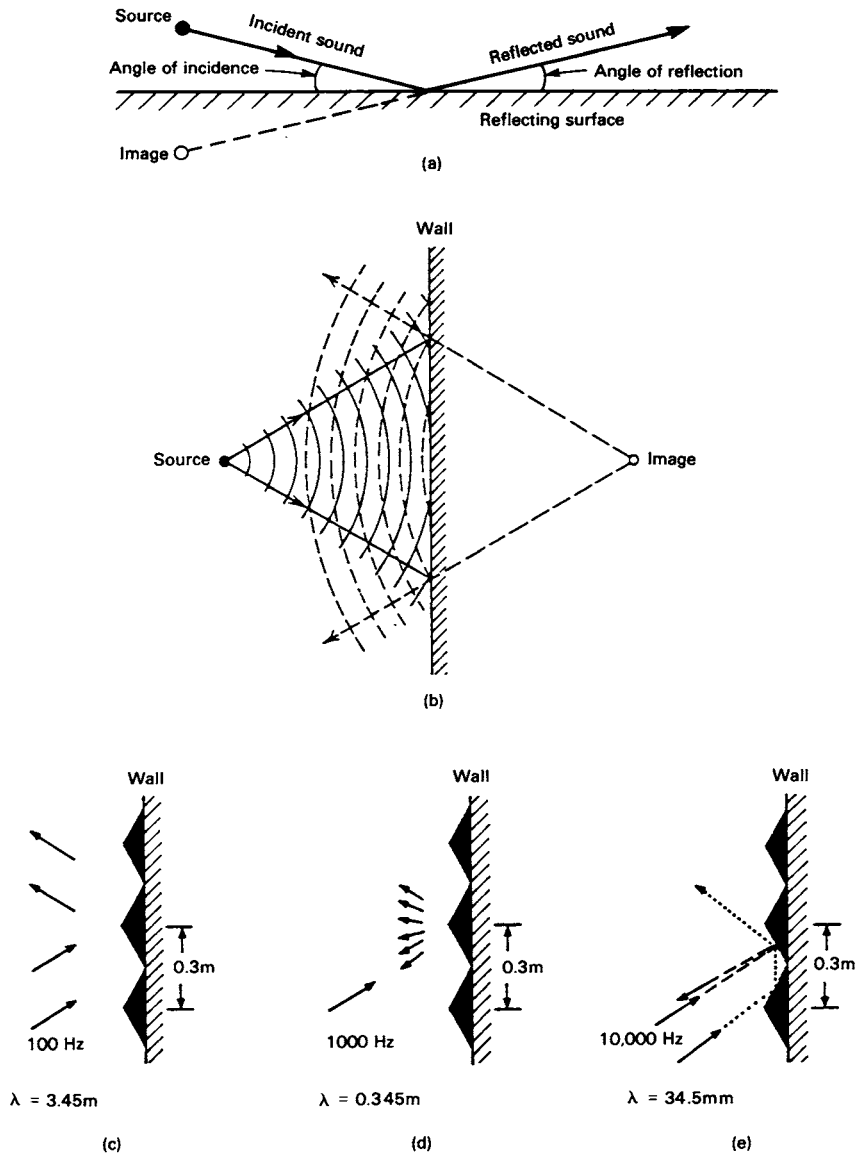 Source
Incident sound
Reflected sound
Angle of incidence
Angle of reflection
Reflecting surface
Image
(a)
Wall
Source
Image
(b)
Wall
Wall
Wall
0.3m
0.3m
0.3m
100 Hz
1000 Hz
10,000 Hz
λ = 3.45m
λ = 0.345m
λ = 34.5mm
(c)
(d)
(e)